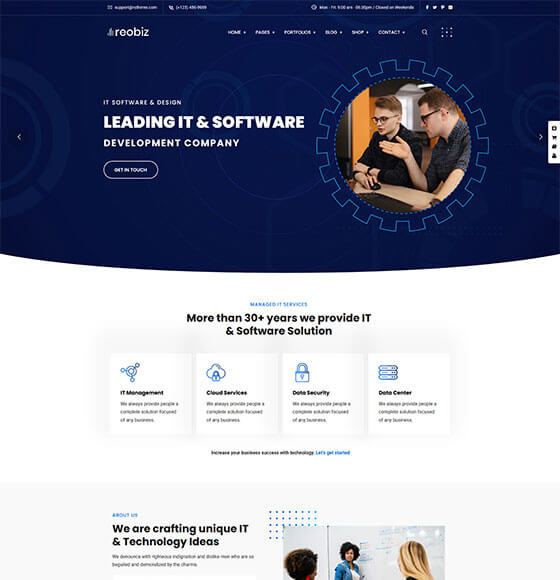 support@rstheme.com
(+123) 456-9989
Mon - Fri: 9:00 am - 06.30pm / Closed on Weekends
reobiz
HOME + PAGES + PORTFOLIOS + BLOG + SHOP + CONTACT +
IT SOFTWARE & DESIGN
LEADING IT & SOFTWARE
DEVELOPMENT COMPANY
GET IN TOUCH
MANAGED IT SERVICES
More than 30+ years we provide IT
& Software Solution
IT Management
We always provide people a
complete solution focused
of any business.
Cloud Services
We always provide people a
complete solution focused
of any business.
Data Security
We always provide people a
complete solution focused
of any business.
Data Center
We always provide people a
complete solution focused
of any business.
Increase your business success with technology. Let's get started
ABOUT US
We are crafting unique IT
& Technology Ideas
We denounce with righteous indignation and dislike men who are so
beguiled and demoralized by the charms.